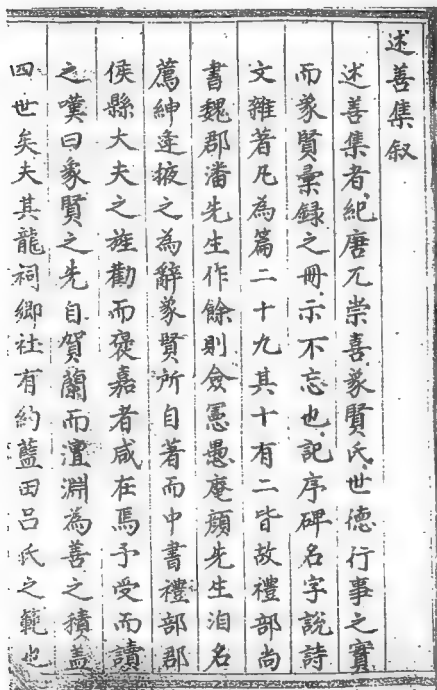 述善集叙
述善集者紀唐兀崇喜象賢氏世德行事之實
而象賢彙録之冊示不忘也記序碑名字說詩
文雜著凡為篇二十九其十有二皆故禮部尚
書魏郡潘先生作餘則僉憲愚庵顔先生洎名
薦紳逢掖之為辭象賢所自著而中書禮部郡
侯縣大夫之旌勸而褒嘉者咸在焉予受而讀
之嘆曰象賢之先自賀蘭而澶淵為善之積蓋
四世矣夫其龍祠鄉社有約藍田吕氏之範也